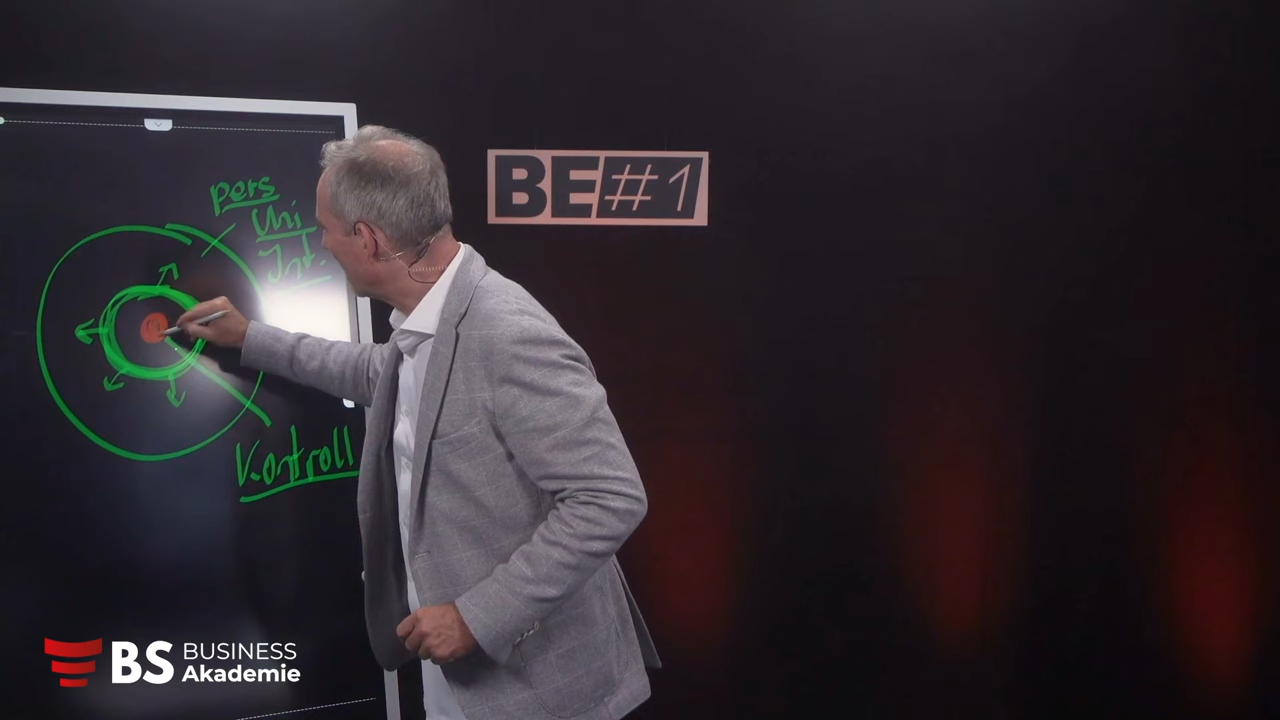 pers
Uni
Int.
Kontroll
BE#1
BS BUSINESS
Akademie